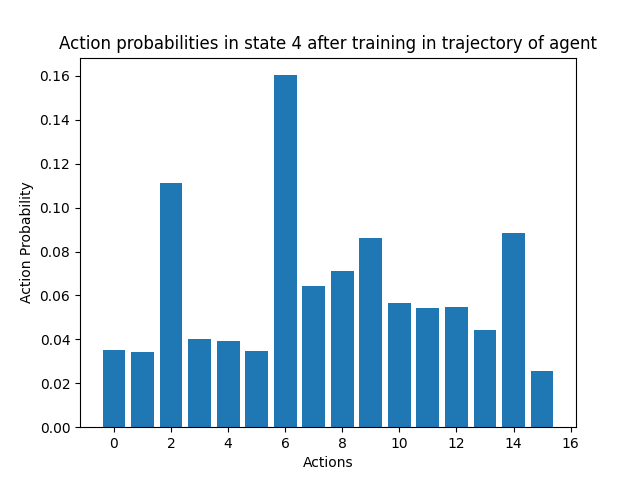 Action probabilities in state 4 after training in trajectory of agent
0.16
0.14
0.12
0.10
0.08
0.06
0.04
0.02
0.00
Action Probability
0 2 4 6 8 10 12 14 16
Actions